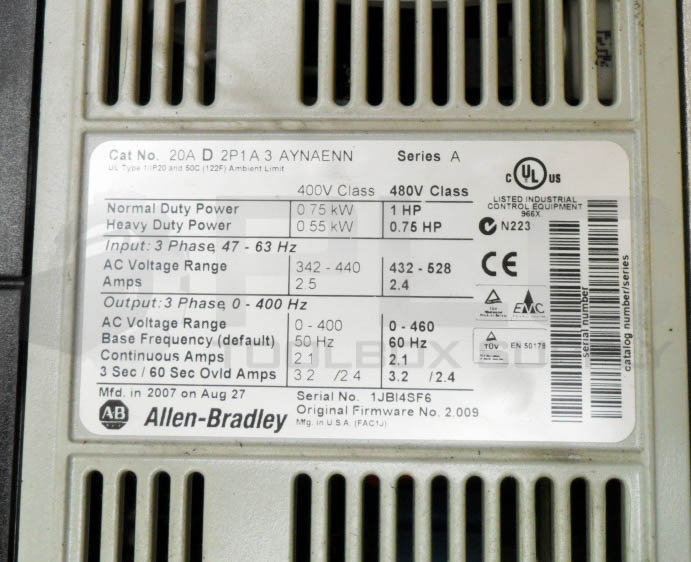 Cat No. 20A D 2P1A 3 AYNAENN Series A
UL Type 1/IP20 and 50C (122F) Ambient Limit
400V Class 480V Class
Normal Duty Power 0.75 kW 1 HP
Heavy Duty Power 0.55 kW 0.75 HP
Input: 3 Phase, 47 - 63 Hz
AC Voltage Range 342 - 440 432 - 528
Amps 2.5 2.4
Output: 3 Phase, 0 - 400 Hz
AC Voltage Range 0 - 400 0 - 460
Base Frequency (default) 50 Hz 60 Hz
Continuous Amps 2.1 2.1
3 Sec / 60 Sec Ovld Amps 3.2 / 2.4 3.2 / 2.4
Mfd. in 2007 on Aug 27 Serial No. 1JBI4SF6
Original Firmware No. 2.009
Mfg. in U.S.A. (FAC1J)
AB Allen-Bradley
c UL US
LISTED INDUSTRIAL
CONTROL EQUIPMENT
966X
N223
CE
EMC
TÜV EN 50178
serial number
catalog number/series
PLC
TOOLBOX SUPPLY